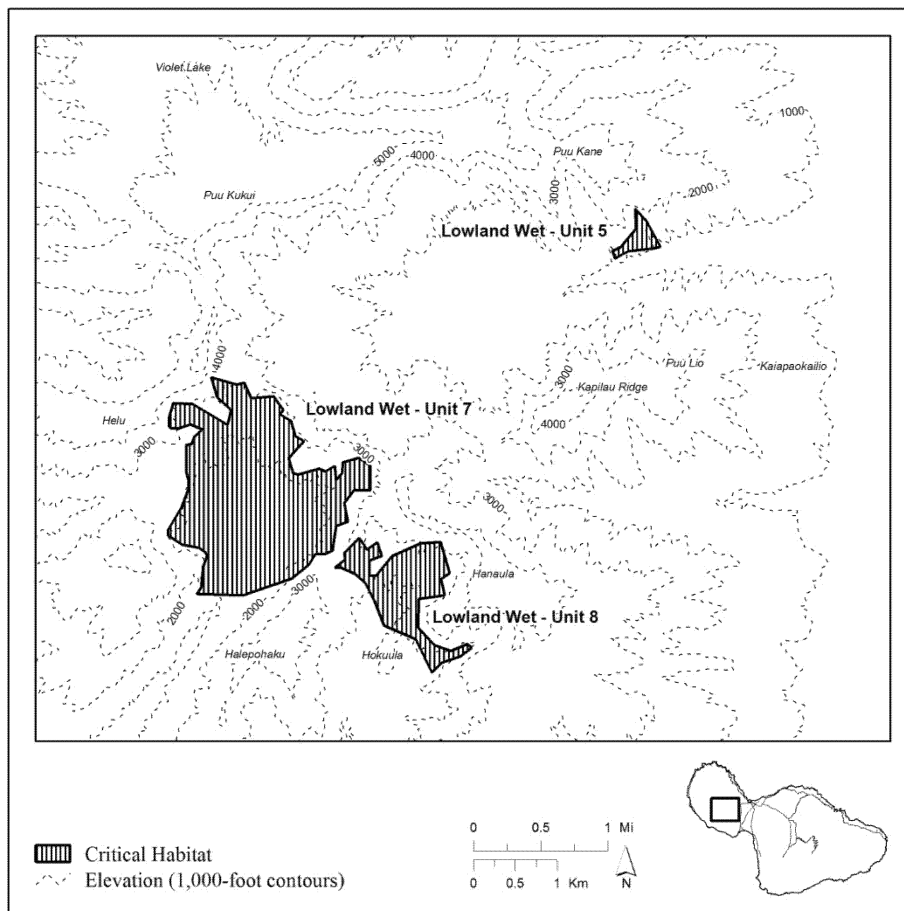 Violet Lake
1000
Puu Kane
5000
4000
3000
2000
Puu Kukui
Lowland Wet - Unit 5
4000
Puu Lio
Kaiapaokailio
3000
Kapilau Ridge
Lowland Wet - Unit 7
Helu
4000
3000
3000
3000
Hanaula
2000
2000
3000
Lowland Wet - Unit 8
Halepohaku
Hokuula
0 0.5 1 Mi
Critical Habitat
Elevation (1,000-foot contours)
0 0.5 1 Km
N